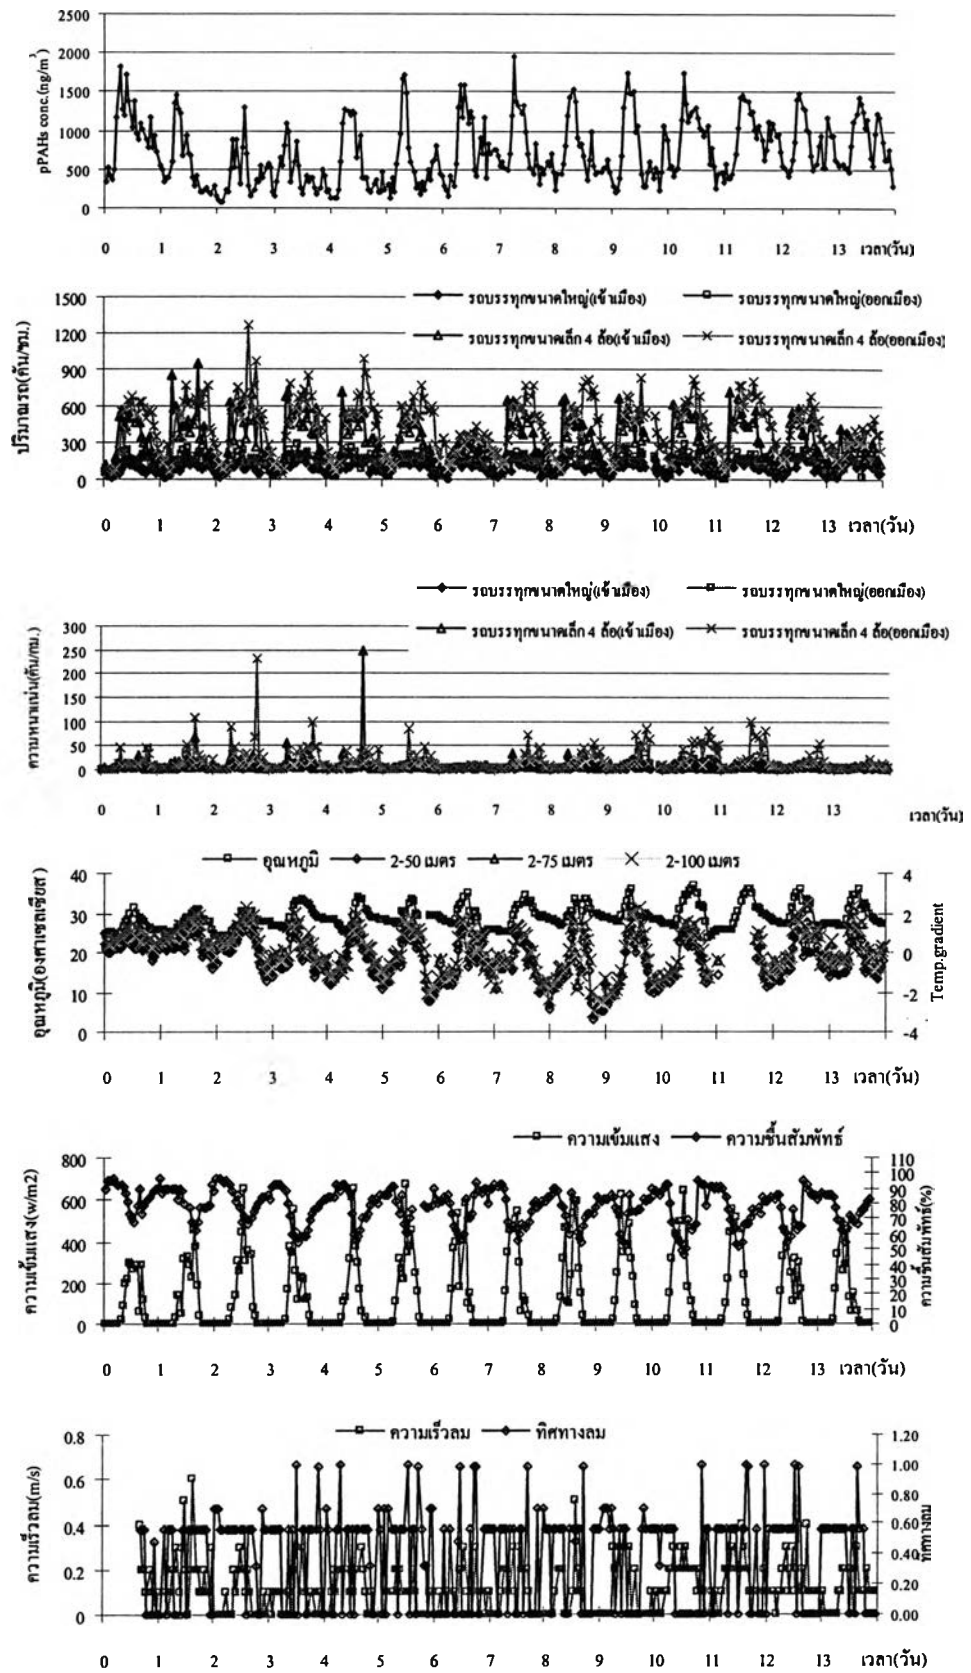 pPAHs conc.(ng/m³)
2500
2000
1500
1000
500
0
0 1 2 3 4 5 6 7 8 9 10 11 12 13 เวลา(วัน)
ปริมาณรถ(คัน/ชม.)
รถบรรทุกขนาดใหญ่(เข้าเมือง) รถบรรทุกขนาดใหญ่(ออกเมือง)
รถบรรทุกขนาดเล็ก 4 ล้อ(เข้าเมือง) รถบรรทุกขนาดเล็ก 4 ล้อ(ออกเมือง)
1500
1200
900
600
300
0
0 1 2 3 4 5 6 7 8 9 10 11 12 13 เวลา(วัน)
ความหนาแน่น(คัน/กม.)
รถบรรทุกขนาดใหญ่(เข้าเมือง) รถบรรทุกขนาดใหญ่(ออกเมือง)
รถบรรทุกขนาดเล็ก 4 ล้อ(เข้าเมือง) รถบรรทุกขนาดเล็ก 4 ล้อ(ออกเมือง)
300
250
200
150
100
50
0
0 1 2 3 4 5 6 7 8 9 10 11 12 13
เวลา(วัน)
อุณหภูมิ 2-50 เมตร 2-75 เมตร 2-100 เมตร
อุณหภูมิ(องศาเซลเซียส)
40
30
20
10
0
4
2
0
-2
-4
Temp.gradient
0 1 2 3 4 5 6 7 8 9 10 11 12 13 เวลา(วัน)
ความเข้มแสง ความชื้นสัมพัทธ์
ความเข้มแสง(w/m2)
800
600
400
200
0
110
100
90
80
70
60
50
40
30
20
10
0
ความชื้นสัมพัทธ์(%)
0 1 2 3 4 5 6 7 8 9 10 11 12 13 เวลา(วัน)
ความเร็วลม ทิศทางลม
ความเร็วลม(m/s)
0.8
0.6
0.4
0.2
0
1.20
1.00
0.80
0.60
0.40
0.20
0.00
ทิศทางลม
0 1 2 3 4 5 6 7 8 9 10 11 12 13 เวลา(วัน)